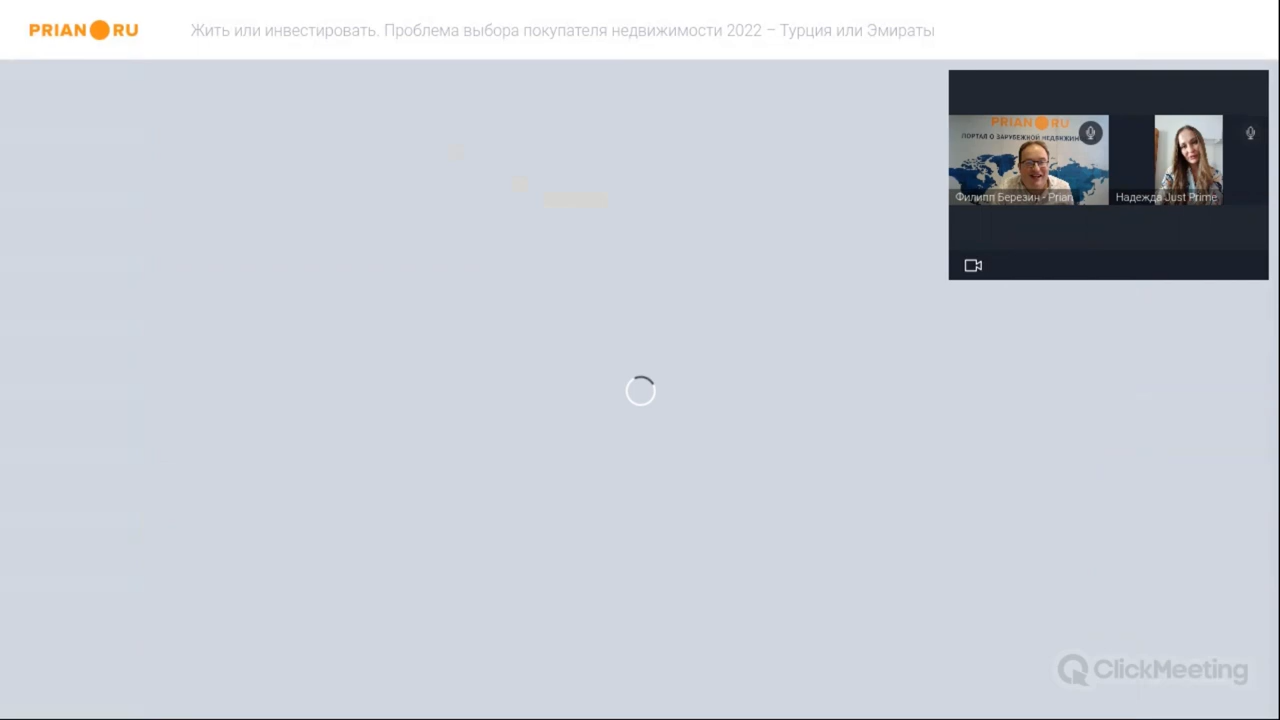 PRIAN RU
Жить или инвестировать. Проблема выбора покупателя недвижимости 2022 – Турция или Эмираты
PRIAN RU
ПОРТАЛ О ЗАРУБЕЖНОЙ НЕДВИЖИМ
Филипп Березин - Prian
Надежда Just Prime
ClickMeeting